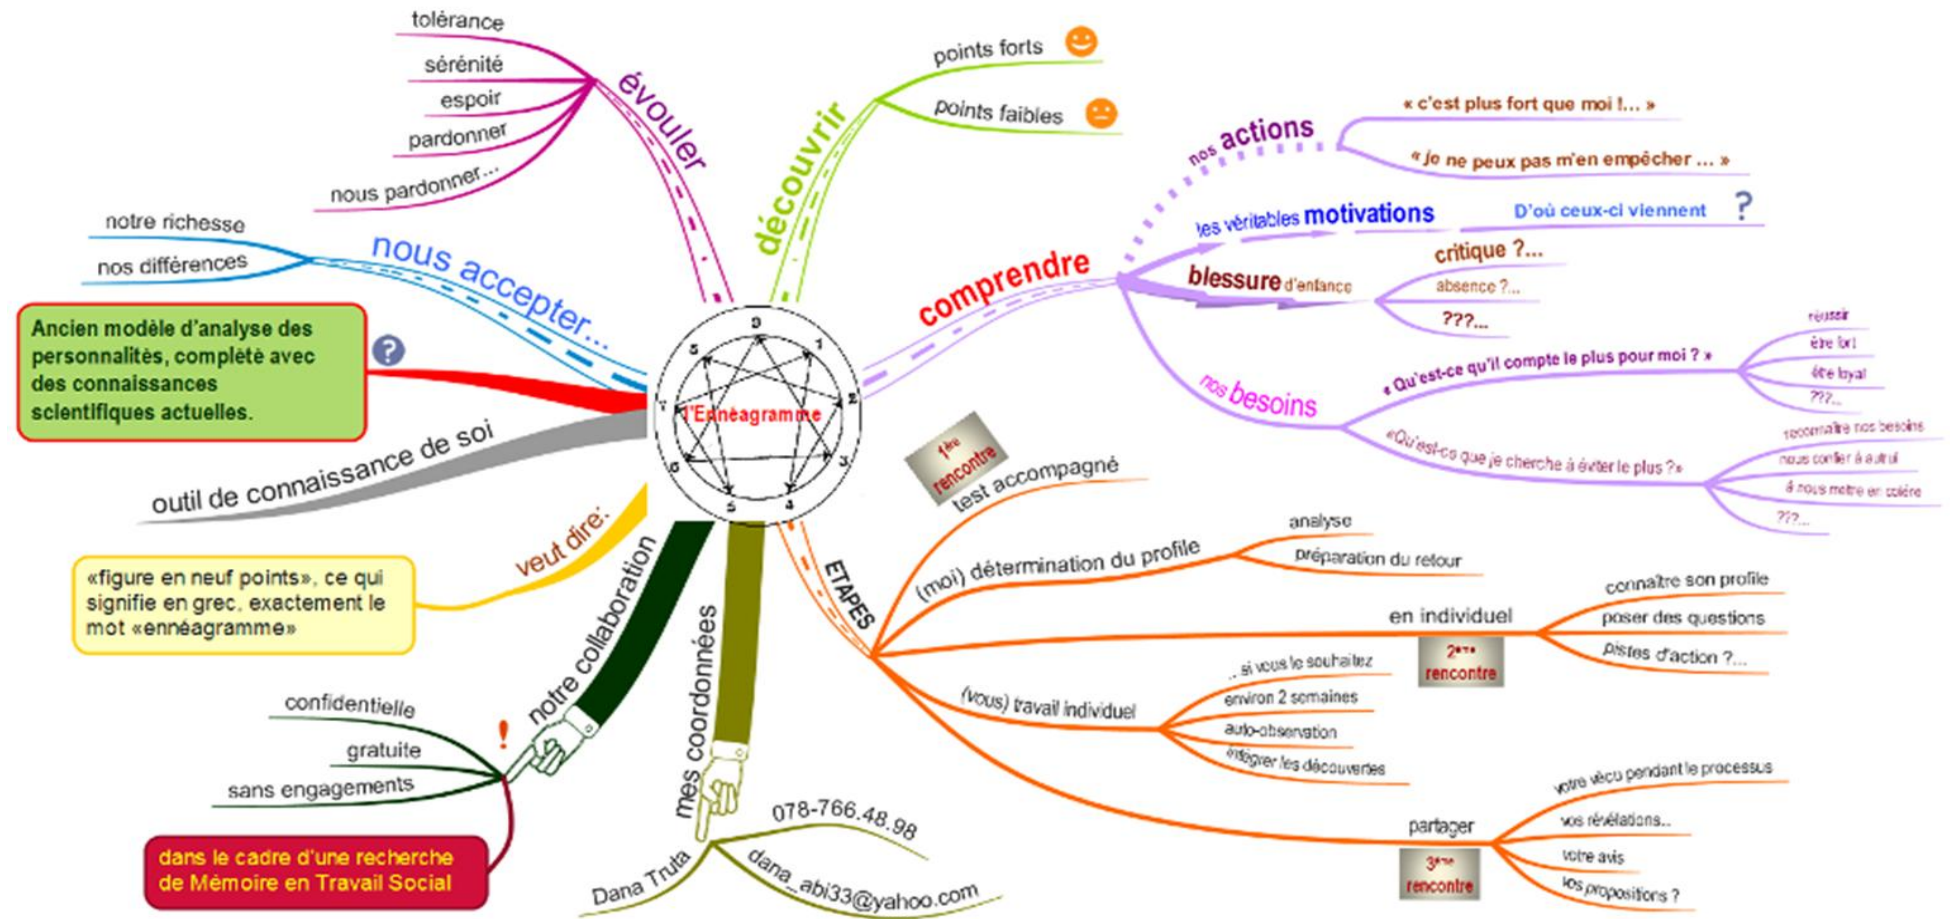 l'Ennéagramme
9
1
2
3
4
5
6
7
8
découvrir
points forts
points faibles
comprendre
nos actions
« c'est plus fort que moi !... »
« je ne peux pas m'en empêcher ... »
les véritables motivations
D'où ceux-ci viennent ?
blessure d'enfance
critique ?...
absence ?...
???...
nos besoins
« Qu'est-ce qu'il compte le plus pour moi ? »
réussir
être fort
être loyal
???...
«Qu'est-ce que je cherche à éviter le plus ?»
reconnaître nos besoins
nous confier à autrui
à nous mettre en colère
???...
ETAPES
1ère
rencontre
test accompagné
(moi) détermination du profile
analyse
préparation du retour
en individuel
2ème
rencontre
connaître son profile
poser des questions
pistes d'action ?...
(vous) travail individuel
...si vous le souhaitez
environ 2 semaines
auto-observation
intégrer les découvertes
partager
3ème
rencontre
votre vécu pendant le processus
vos révélations...
votre avis
vos propositions ?
mes coordonnées
078-766.48.98
dana_abi33@yahoo.com
Dana Truta
notre collaboration
!
confidentielle
gratuite
sans engagements
dans le cadre d'une recherche
de Mémoire en Travail Social
veut dire:
«figure en neuf points», ce qui
signifie en grec, exactement le
mot «ennéagramme»
outil de connaissance de soi
?
Ancien modèle d'analyse des
personnalités, complété avec
des connaissances
scientifiques actuelles.
nous accepter...
notre richesse
nos différences
évouler
tolérance
sérénité
espoir
pardonner
nous pardonner...